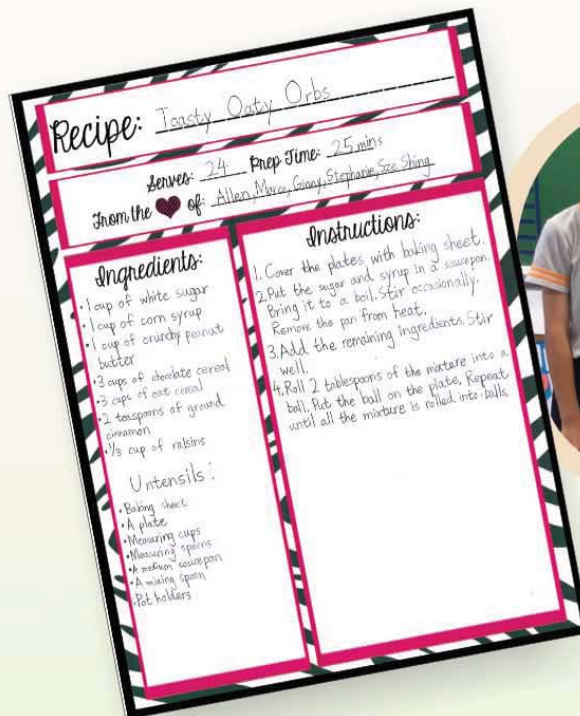 Recipe: Toasty Oaty Orbs
Serves: 24 Prep Time: 25 mins
From the of: Allen, Marco, Giany, Stephanie, Sze Shing
Ingredients:
• 1 cup of white sugar
• 1 cup of corn syrup
• 1 cup of crunchy peanut
butter
• 3 cups of chocolate cereal
• 3 cups of oat cereal
• 2 teaspoons of ground
cinnamon
• 1/3 cup of raisins
Untensils:
• Baking sheet
• A plate
• Measuring cups
• Measuring spoons
• A medium saucepan
• A mixing spoon
• Pot holders
Instructions:
1. Cover the plates with baking sheet.
2. Put the sugar and syrup in a saucepan.
Bring it to a boil. Stir occasionally.
Remove the pan from heat.
3. Add the remaining ingredients. Stir
well.
4. Roll 2 tablespoons of the mixture into a
ball. Put the ball on the plate. Repeat
until all the mixture is rolled into balls.